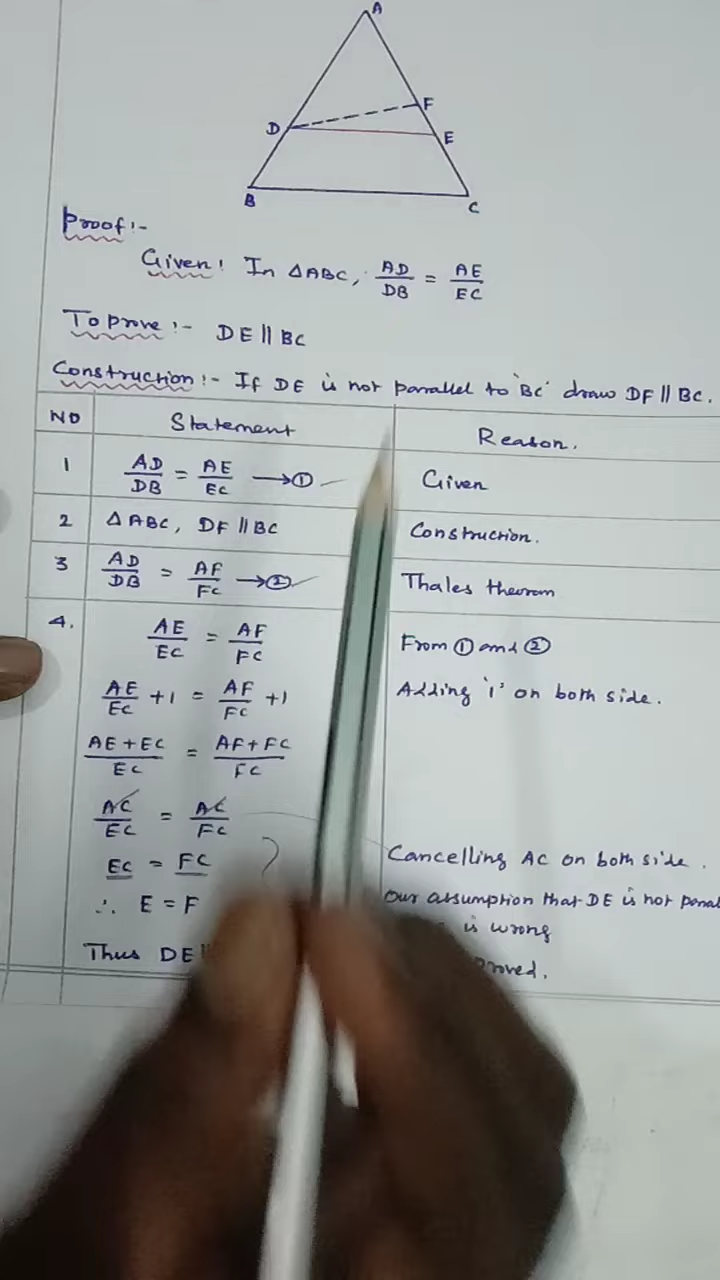 A
F
D
E
B
C
Proof:-
Given: In △ABC, AD/DB = AE/EC
To prove:- DE || BC
Construction:- If DE is not parallel to 'BC' draw DF || BC.
NO Statement Reason.
1 AD/DB = AE/EC → ① Given
2 △ABC, DF || BC Construction.
3 AD/DB = AF/FC → ② Thales theorem
4. AE/EC = AF/FC From ① and ②
AE/EC + 1 = AF/FC + 1 Adding '1' on both side.
AE+EC/EC = AF+FC/FC
AC/EC = AC/FC
EC = FC Cancelling AC on both side.
∴ E = F Our assumption that DE is not
is wrong
Thus DE